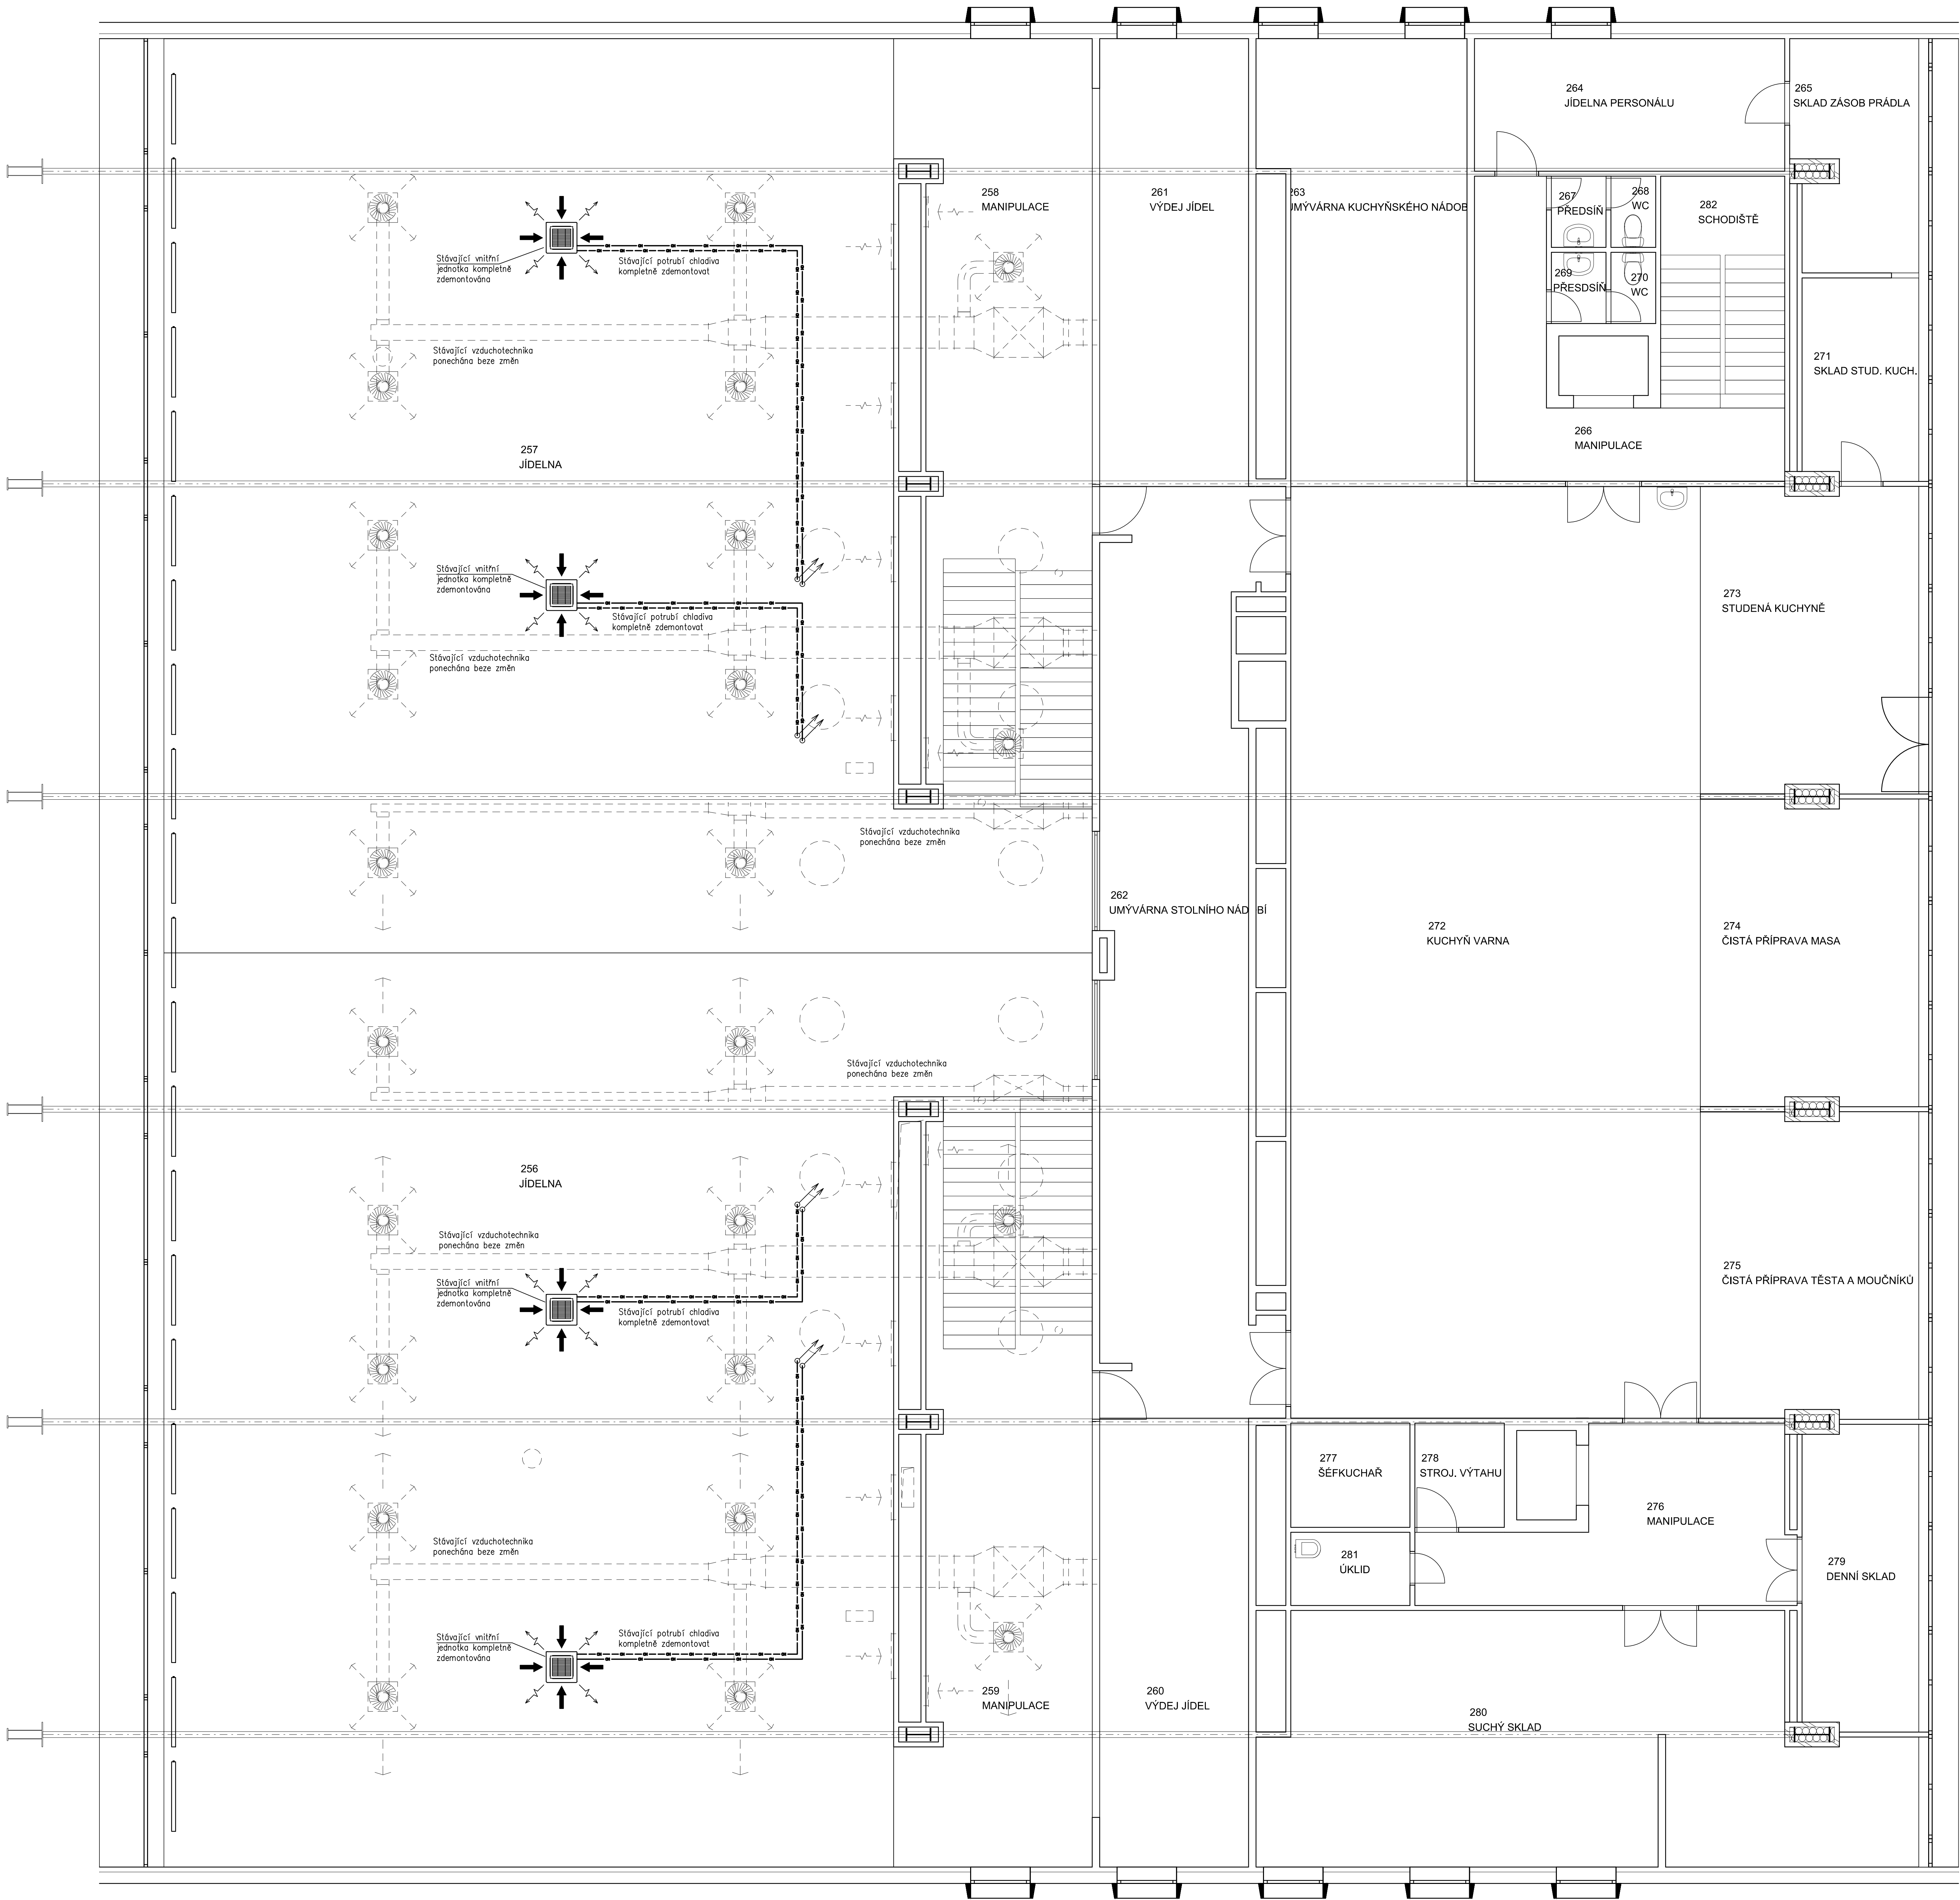 264
JÍDELNA PERSONÁLU
265
SKLAD ZÁSOB PRÁDLA
258
MANIPULACE
261
VÝDEJ JÍDEL
263
UMÝVÁRNA KUCHYŇSKÉHO NÁDOB
267
PŘEDSÍŇ
268
WC
282
SCHODIŠTĚ
269
PŘESDSÍŇ
270
WC
Stávající vnitřní
jednotka kompletně
zdemontována
Stávající potrubí chladiva
kompletně zdemontovat
Stávající vzduchotechnika
ponechána beze změn
271
SKLAD STUD. KUCH.
257
JÍDELNA
266
MANIPULACE
Stávající vnitřní
jednotka kompletně
zdemontována
Stávající potrubí chladiva
kompletně zdemontovat
273
STUDENÁ KUCHYNĚ
Stávající vzduchotechnika
ponechána beze změn
Stávající vzduchotechnika
ponechána beze změn
262
UMÝVÁRNA STOLNÍHO NÁD BÍ
272
KUCHYŇ VARNA
274
ČISTÁ PŘÍPRAVA MASA
Stávající vzduchotechnika
ponechána beze změn
256
JÍDELNA
Stávající vzduchotechnika
ponechána beze změn
Stávající vnitřní
jednotka kompletně
zdemontována
Stávající potrubí chladiva
kompletně zdemontovat
275
ČISTÁ PŘÍPRAVA TĚSTA A MOUČNÍKŮ
277
ŠÉFKUCHAŘ
278
STROJ. VÝTAHU
276
MANIPULACE
Stávající vzduchotechnika
ponechána beze změn
281
ÚKLID
279
DENNÍ SKLAD
Stávající vnitřní
jednotka kompletně
zdemontována
Stávající potrubí chladiva
kompletně zdemontovat
259
MANIPULACE
260
VÝDEJ JÍDEL
280
SUCHÝ SKLAD